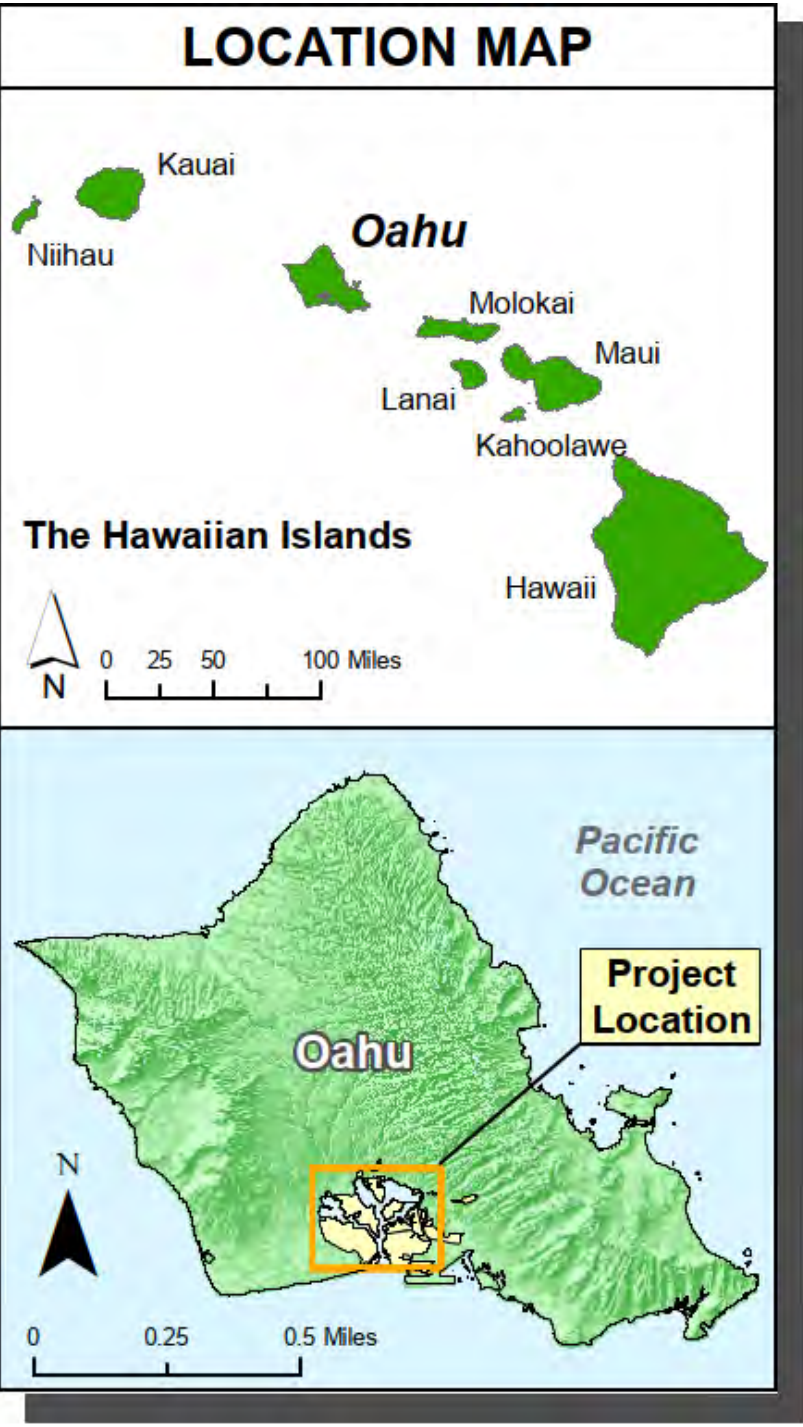 LOCATION MAP
Kauai
Niihau
Oahu
Molokai
Maui
Lanai
Kahoolawe
The Hawaiian Islands
Hawaii
N
0 25 50 100 Miles
Pacific
Ocean
Project
Location
Oahu
N
0 0.25 0.5 Miles